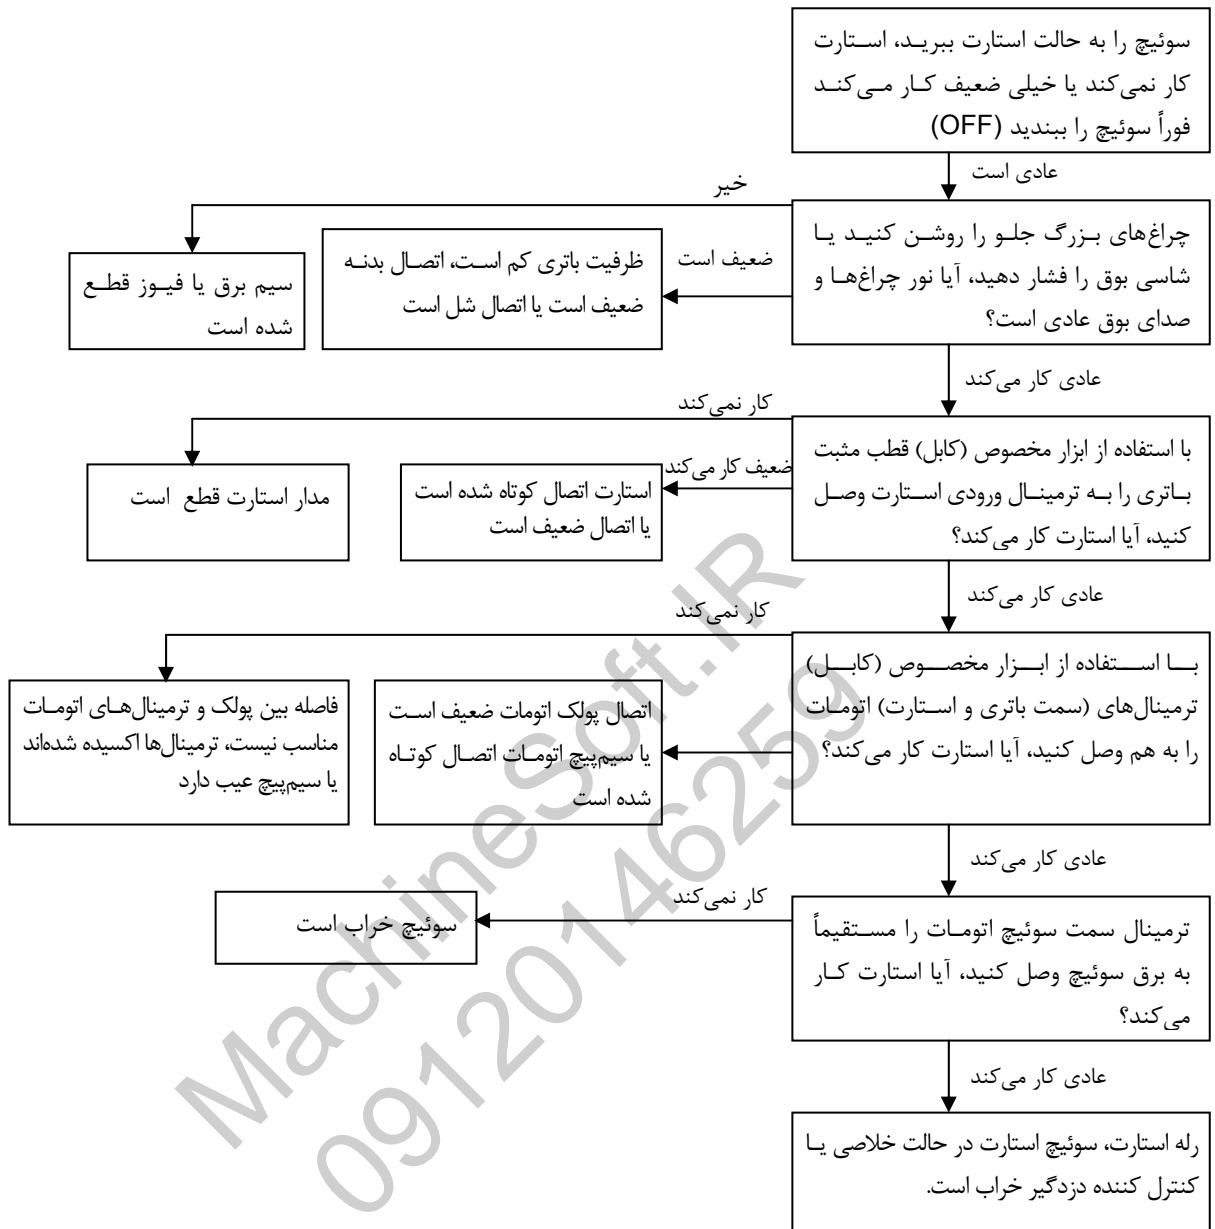 سوئیچ را به حالت استارت ببرید، استارت
کار نمی‌کند یا خیلی ضعیف کار می‌کند
فوراً سوئیچ را ببندید (OFF)
عادی است
خیر
چراغ‌های بزرگ جلو را روشن کنید یا
شاسی بوق را فشار دهید، آیا نور چراغ‌ها و
صدای بوق عادی است؟
ضعیف است
ظرفیت باتری کم است، اتصال بدنه
ضعیف است یا اتصال شل است
سیم برق یا فیوز قطع
شده است
عادی کار می‌کند
کار نمی‌کند
با استفاده از ابزار مخصوص (کابل) قطب مثبت
باتری را به ترمینال ورودی استارت وصل
کنید، آیا استارت کار می‌کند؟
ضعیف کار می‌کند
استارت اتصال کوتاه شده است
یا اتصال ضعیف است
مدار استارت قطع است
عادی کار می‌کند
کار نمی‌کند
با استفاده از ابزار مخصوص (کابل)
ترمینال‌های (سمت باتری و استارت) اتومات
را به هم وصل کنید، آیا استارت کار می‌کند؟
اتصال پولک اتومات ضعیف است
یا سیم‌پیچ اتومات اتصال کوتاه
شده است
فاصله بین پولک و ترمینال‌های اتومات
مناسب نیست، ترمینال‌ها اکسیده شده‌اند
یا سیم‌پیچ عیب دارد
عادی کار می‌کند
کار نمی‌کند
ترمینال سمت سوئیچ اتومات را مستقیماً
به برق سوئیچ وصل کنید، آیا استارت کار
می‌کند؟
سوئیچ خراب است
عادی کار می‌کند
رله استارت، سوئیچ استارت در حالت خلاصی یا
کنترل کننده دزدگیر خراب است.
MachineSoft.IR
09120146259